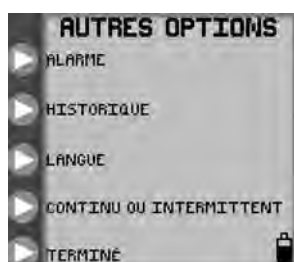 AUTRES OPTIONS
ALARME
HISTORIQUE
LANGUE
CONTINU OU INTERMITTENT
TERMINÉ